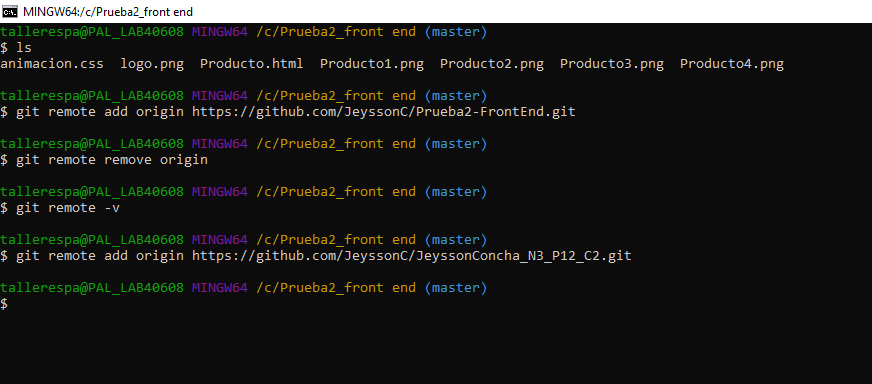 MINGW64:/c/Prueba2_front end
tallerespa@PAL_LAB40608 MINGW64 /c/Prueba2_front end (master)
$ ls
animacion.css  logo.png  Producto.html  Producto1.png  Producto2.png  Producto3.png  Producto4.png
tallerespa@PAL_LAB40608 MINGW64 /c/Prueba2_front end (master)
$ git remote add origin https://github.com/JeyssonC/Prueba2-FrontEnd.git
tallerespa@PAL_LAB40608 MINGW64 /c/Prueba2_front end (master)
$ git remote remove origin
tallerespa@PAL_LAB40608 MINGW64 /c/Prueba2_front end (master)
$ git remote -v
tallerespa@PAL_LAB40608 MINGW64 /c/Prueba2_front end (master)
$ git remote add origin https://github.com/JeyssonC/JeyssonConcha_N3_P12_C2.git
tallerespa@PAL_LAB40608 MINGW64 /c/Prueba2_front end (master)
$